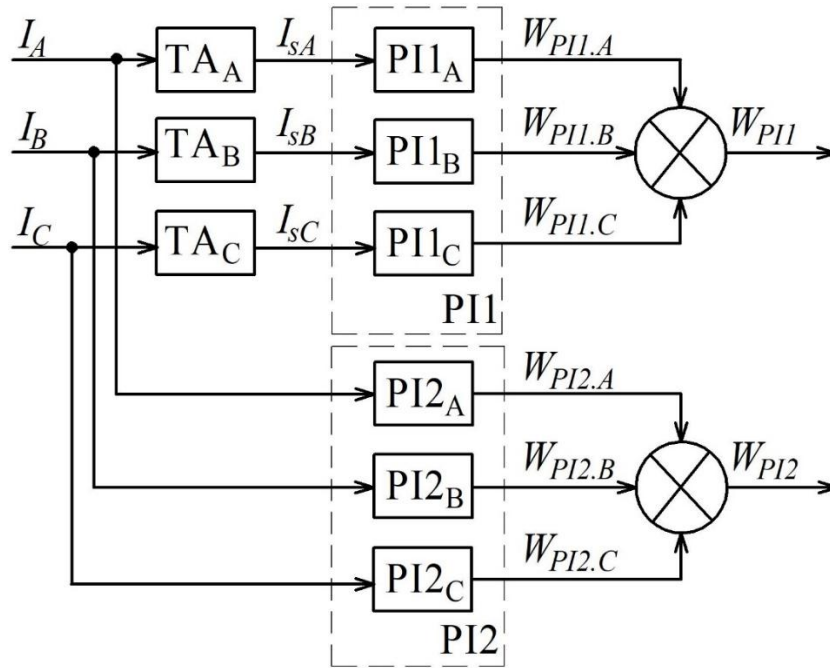 I_A TA_A I_sA PI1_A W_PI1.A
I_B TA_B I_sB PI1_B W_PI1.B W_PI1
I_C TA_C I_sC PI1_C W_PI1.C
PI1
PI2_A W_PI2.A
PI2_B W_PI2.B W_PI2
PI2_C W_PI2.C
PI2